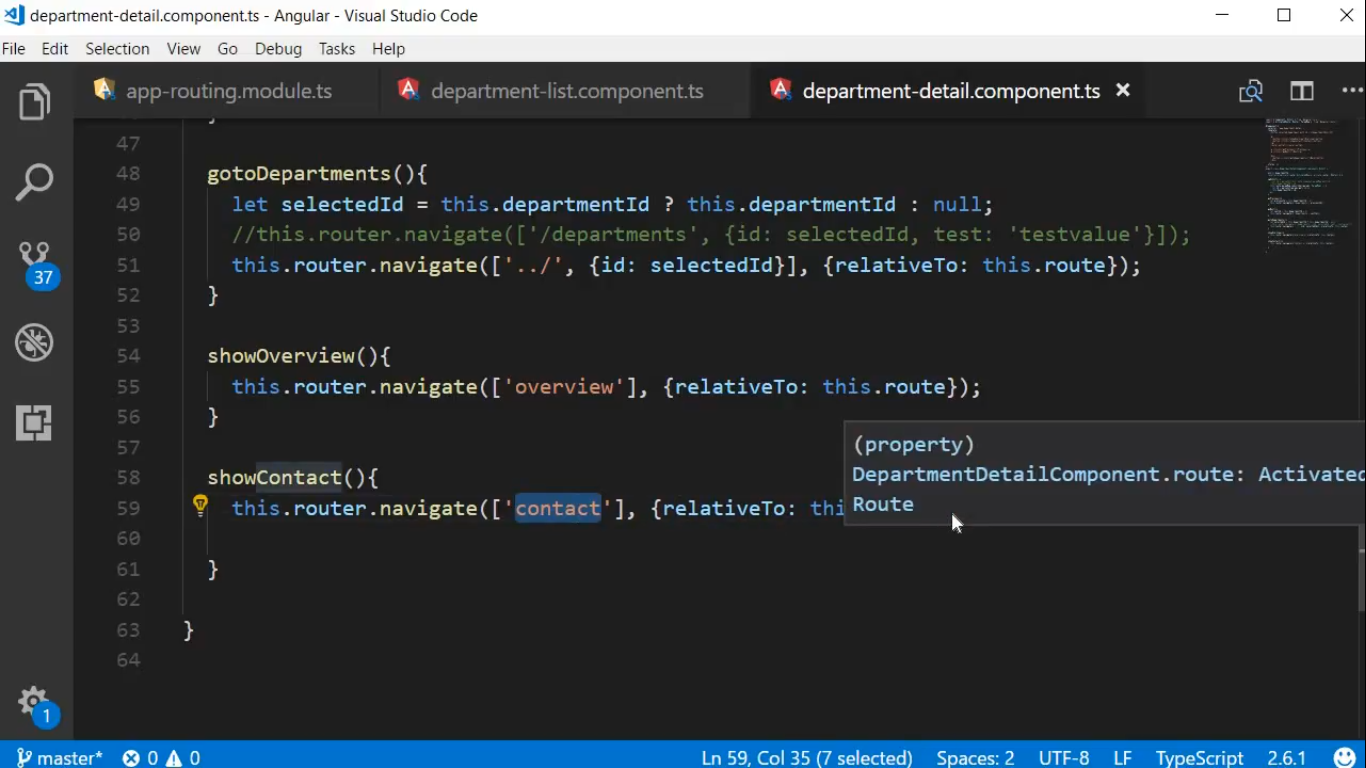 department-detail.component.ts - Angular - Visual Studio Code
File Edit Selection View Go Debug Tasks Help
app-routing.module.ts department-list.component.ts department-detail.component.ts
47
48 gotoDepartments(){
49 let selectedId = this.departmentId ? this.departmentId : null;
50 //this.router.navigate(['/departments', {id: selectedId, test: 'testvalue'}]);
51 this.router.navigate(['../', {id: selectedId}], {relativeTo: this.route});
52 }
53
54 showOverview(){
55 this.router.navigate(['overview'], {relativeTo: this.route});
56 }
57
58 showContact(){
59 this.router.navigate(['contact'], {relativeTo: thi
60
61 }
62
63 }
64
(property)
DepartmentDetailComponent.route: Activated
Route
37
1
master* 0 0 Ln 59, Col 35 (7 selected) Spaces: 2 UTF-8 LF TypeScript 2.6.1